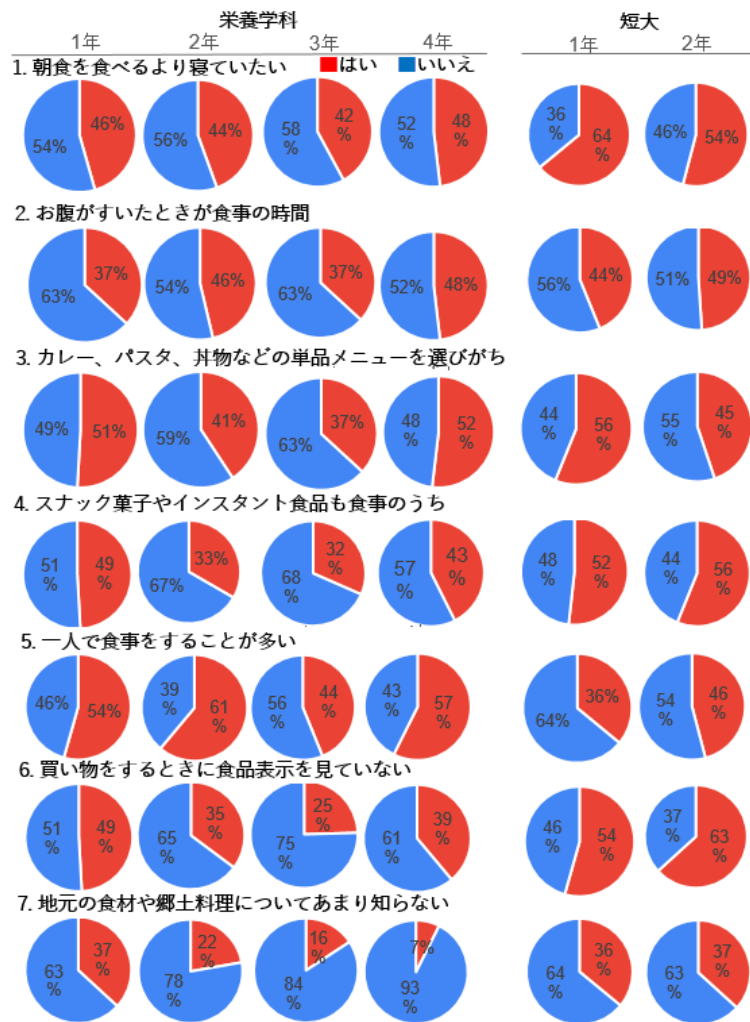 栄養学科 短大
1年 2年 3年 4年 1年 2年
1. 朝食を食べるより寝ていたい はい いいえ
54% 46% 56% 44% 58% 42% 52% 48% 36% 64% 46% 54%
2. お腹がすいたときが食事の時間
63% 37% 54% 46% 63% 37% 52% 48% 56% 44% 51% 49%
3. カレー、パスタ、丼物などの単品メニューを選びがち
49% 51% 59% 41% 63% 37% 48% 52% 44% 56% 55% 45%
4. スナック菓子やインスタント食品も食事のうち
51% 49% 67% 33% 68% 32% 57% 43% 48% 52% 44% 56%
5. 一人で食事をすることが多い
46% 54% 39% 61% 56% 44% 43% 57% 64% 36% 54% 46%
6. 買い物をするときに食品表示を見ていない
51% 49% 65% 35% 75% 25% 61% 39% 46% 54% 37% 63%
7. 地元の食材や郷土料理についてあまり知らない
63% 37% 78% 22% 84% 16% 93% 7% 64% 36% 63% 37%